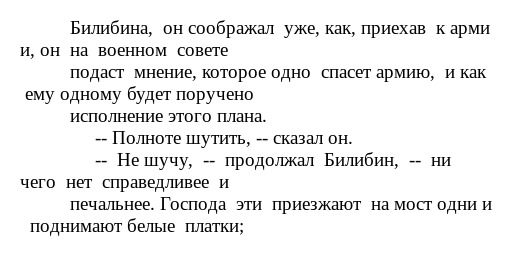 Билибина, он соображал уже, как, приехав к арми
и, он на военном совете
подаст мнение, которое одно спасет армию, и как
ему одному будет поручено
исполнение этого плана.
-- Полноте шутить, -- сказал он.
-- Не шучу, -- продолжал Билибин, -- ни
чего нет справедливее и
печальнее. Господа эти приезжают на мост одни и
поднимают белые платки;